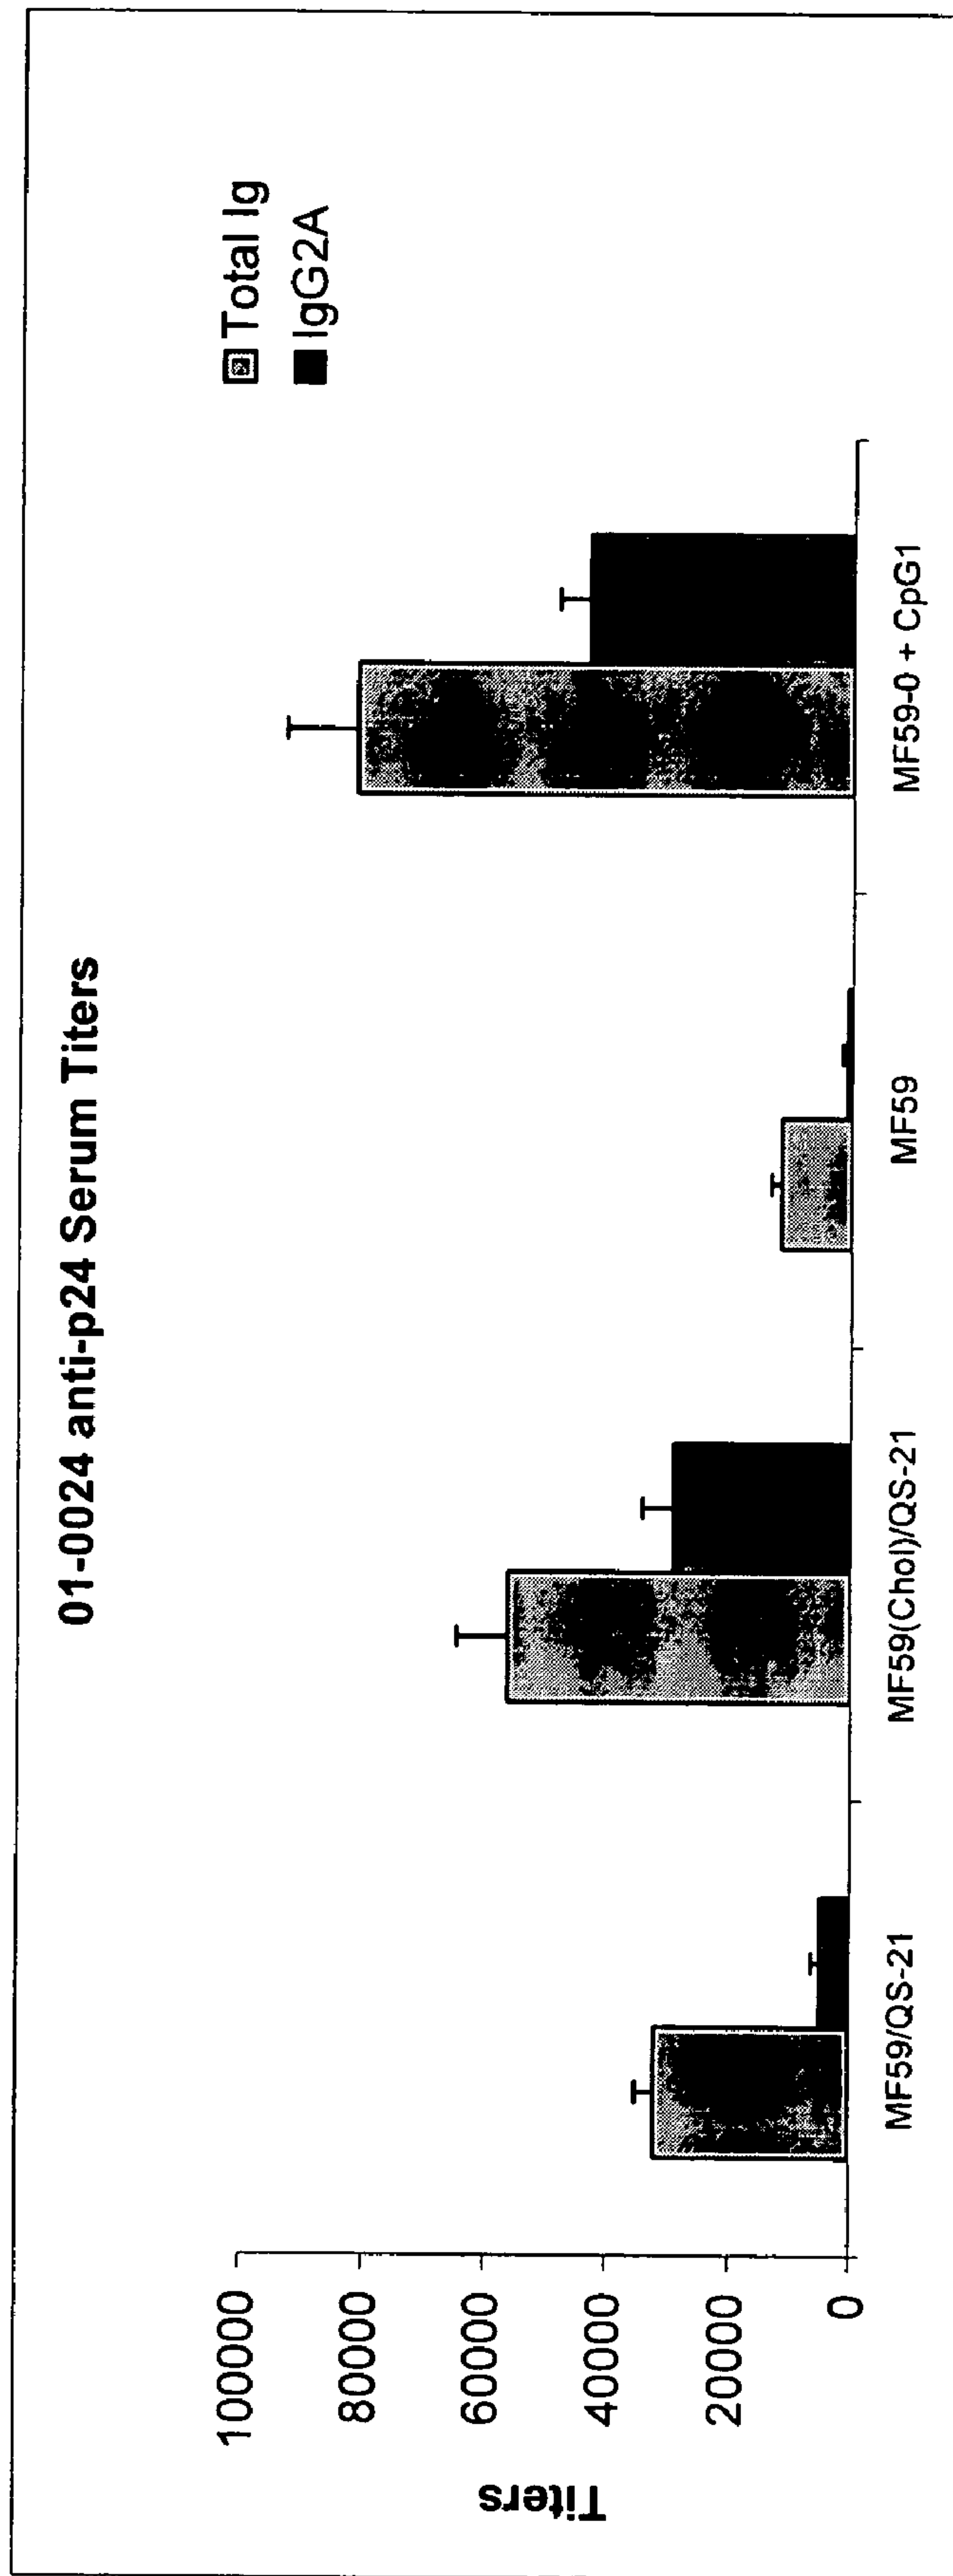 01-0024 anti-p24 Serum Titers
Total Ig
IgG2A
Titers
100000
80000
60000
40000
20000
0
MF59/QS-21
MF59(Chol)/QS-21
MF59
MF59-0 + CpG1